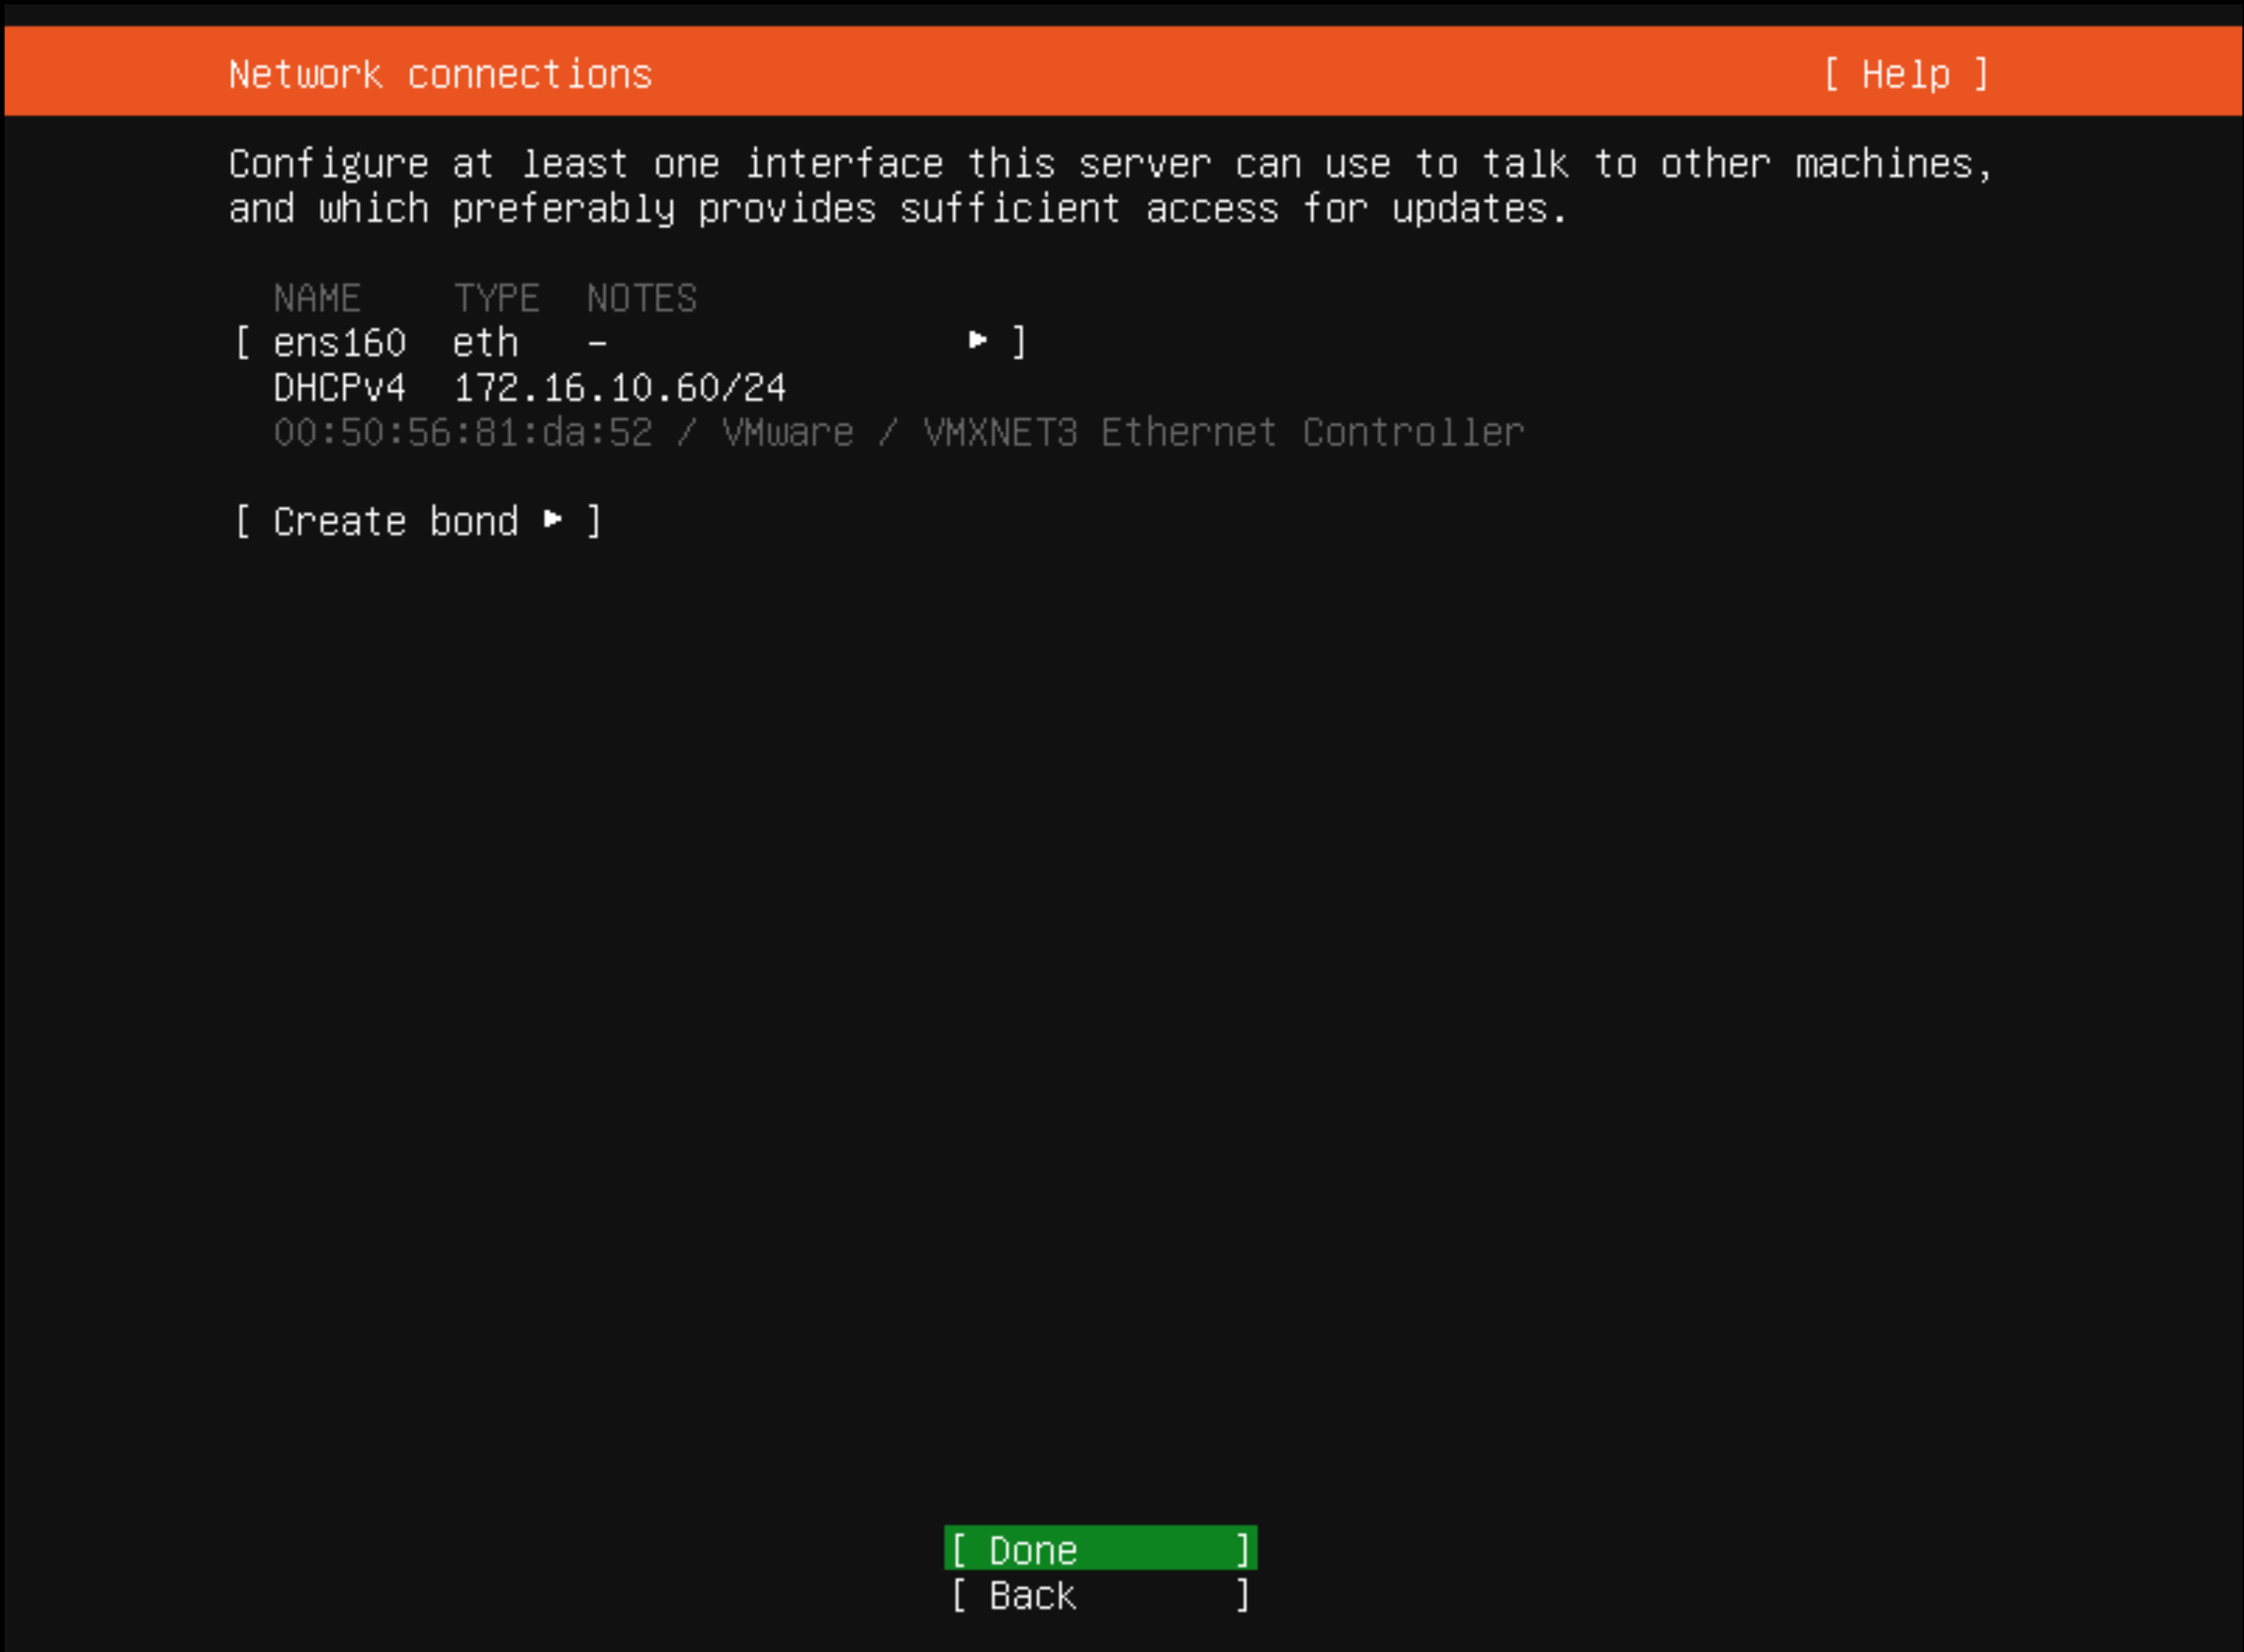 Network connections [ Help ]
Configure at least one interface this server can use to talk to other machines,
and which preferably provides sufficient access for updates.
NAME TYPE NOTES
[ ens160 eth - ▸ ]
DHCPv4 172.16.10.60/24
00:50:56:81:da:52 / VMware / VMXNET3 Ethernet Controller
[ Create bond ▸ ]
[ Done ]
[ Back ]